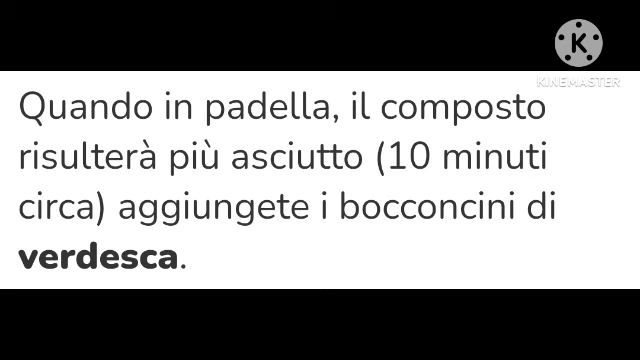 K
KINEMASTER
Quando in padella, il composto
risulterà più asciutto (10 minuti
circa) aggiungete i bocconcini di
verdesca.